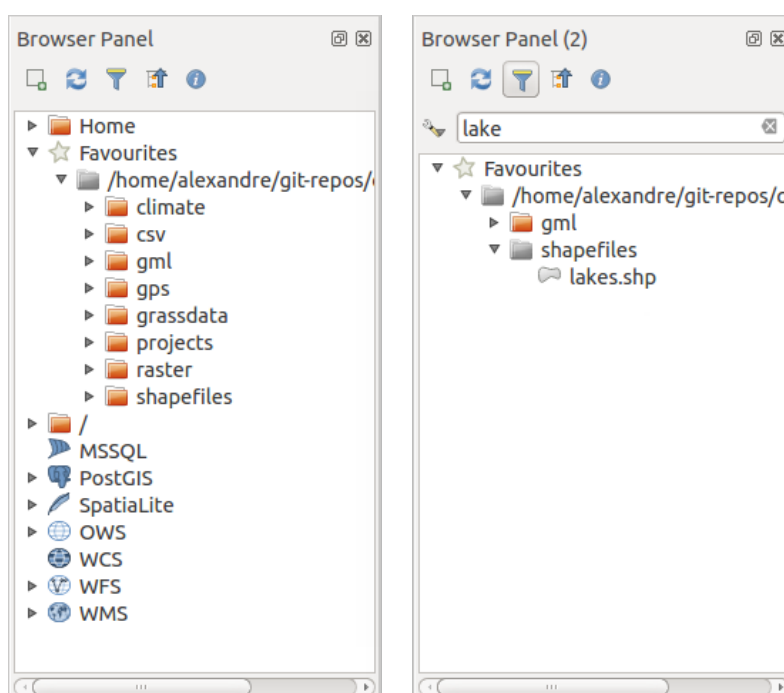 Browser Panel
Home
Favourites
/home/alexandre/git-repos/
climate
csv
gml
gps
grassdata
projects
raster
shapefiles
/
MSSQL
PostGIS
SpatiaLite
OWS
WCS
WFS
WMS
Browser Panel (2)
lake
Favourites
/home/alexandre/git-repos/
gml
shapefiles
lakes.shp